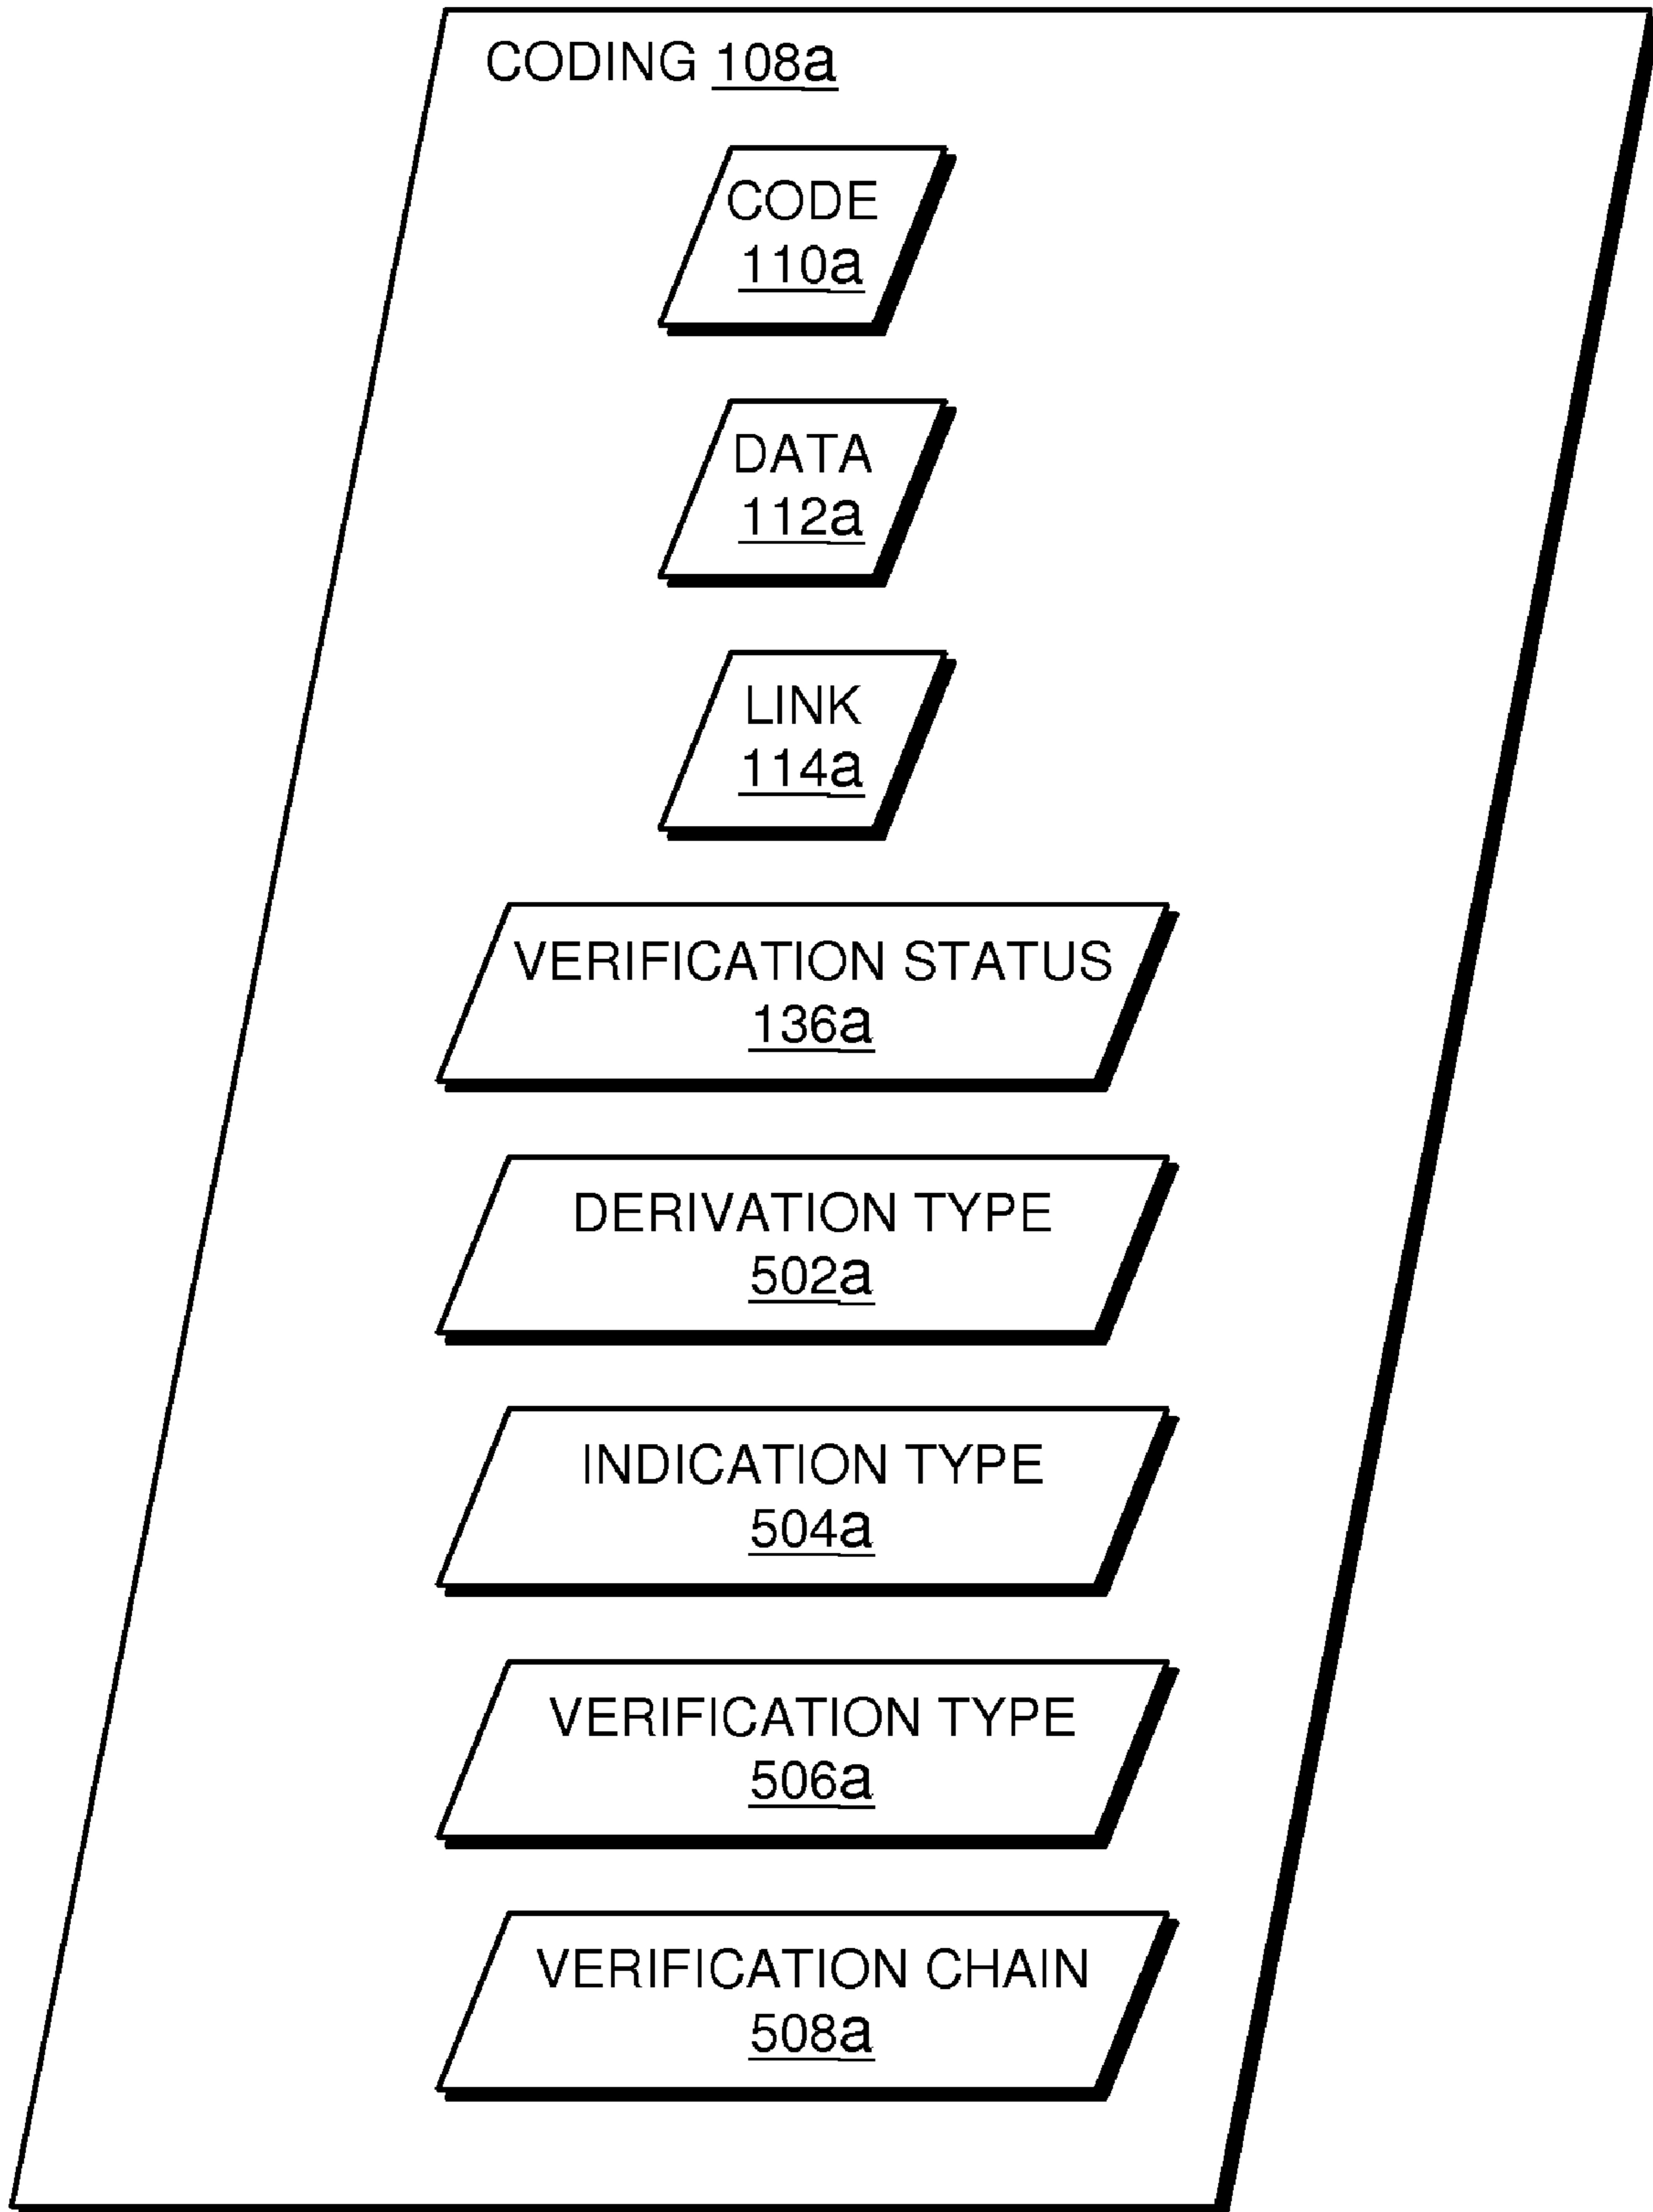 CODING 108a
CODE
110a
DATA
112a
LINK
114a
VERIFICATION STATUS
136a
DERIVATION TYPE
502a
INDICATION TYPE
504a
VERIFICATION TYPE
506a
VERIFICATION CHAIN
508a